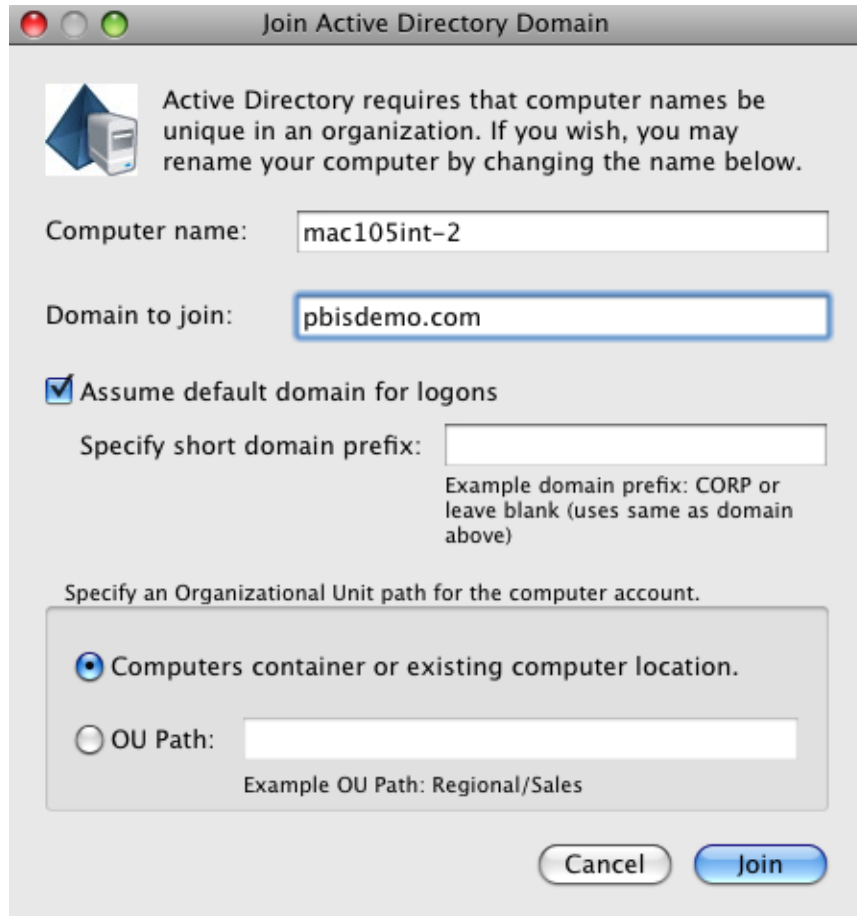 Join Active Directory Domain
Active Directory requires that computer names be
unique in an organization. If you wish, you may
rename your computer by changing the name below.
Computer name: mac105int-2
Domain to join: pbisdemo.com
Assume default domain for logons
Specify short domain prefix:
Example domain prefix: CORP or
leave blank (uses same as domain
above)
Specify an Organizational Unit path for the computer account.
Computers container or existing computer location.
OU Path:
Example OU Path: Regional/Sales
Cancel Join